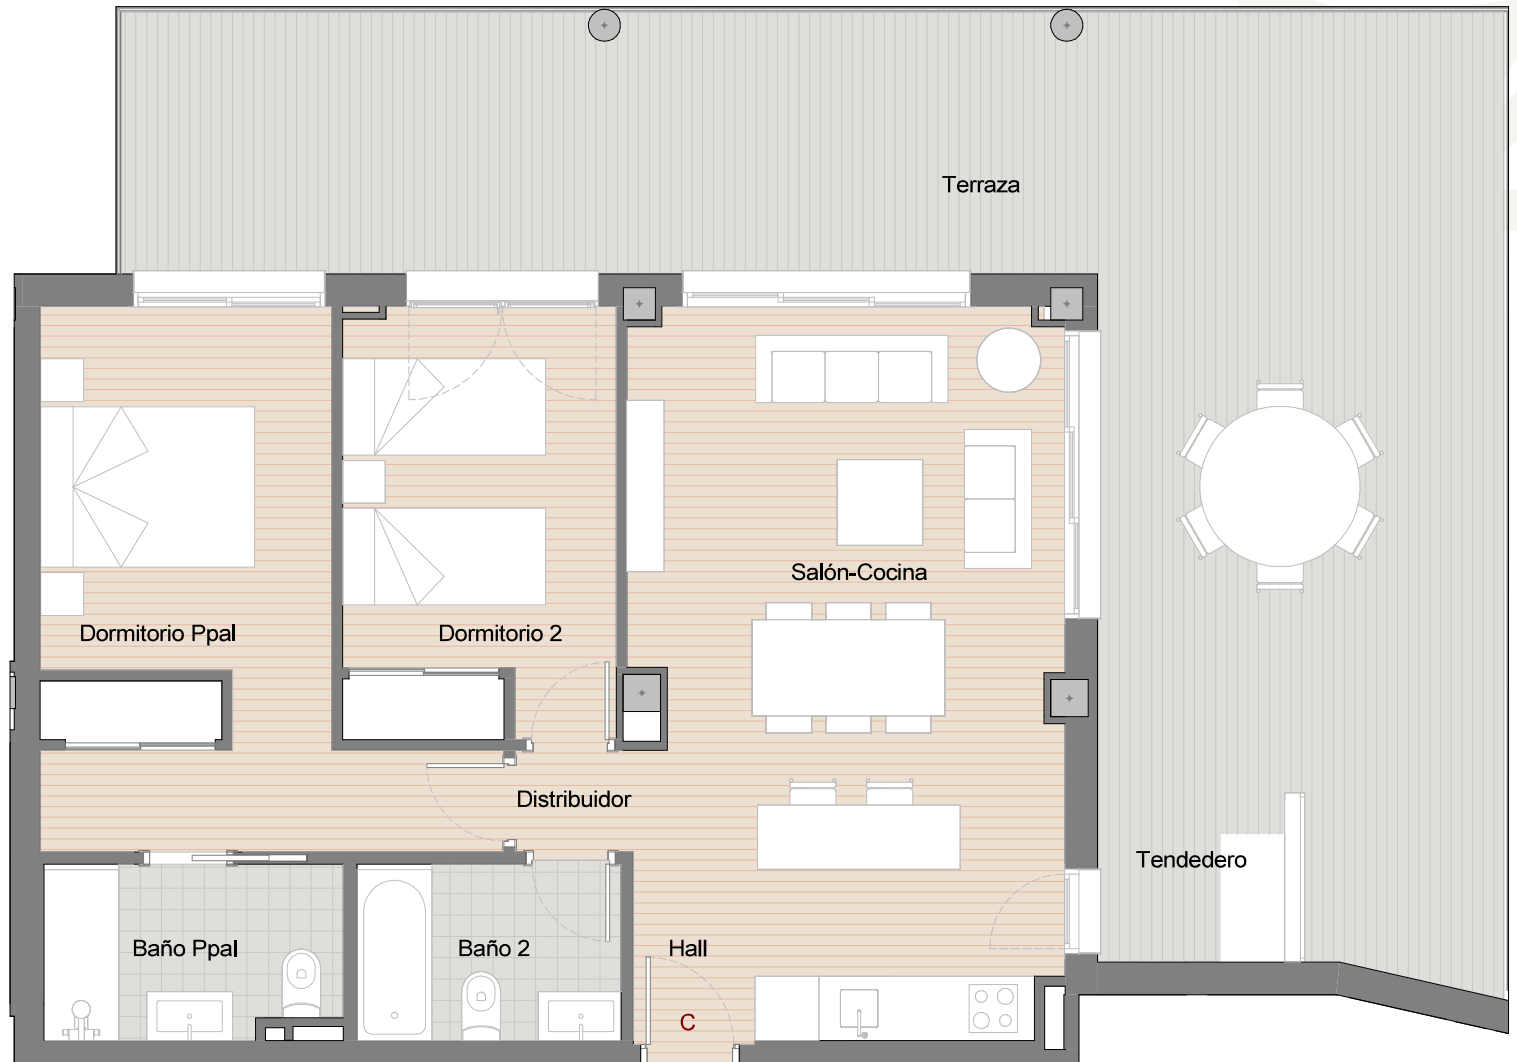 Terraza
Salón-Cocina
Dormitorio Ppal
Dormitorio 2
Distribuidor
Tendedero
Baño Ppal
Baño 2
Hall
C